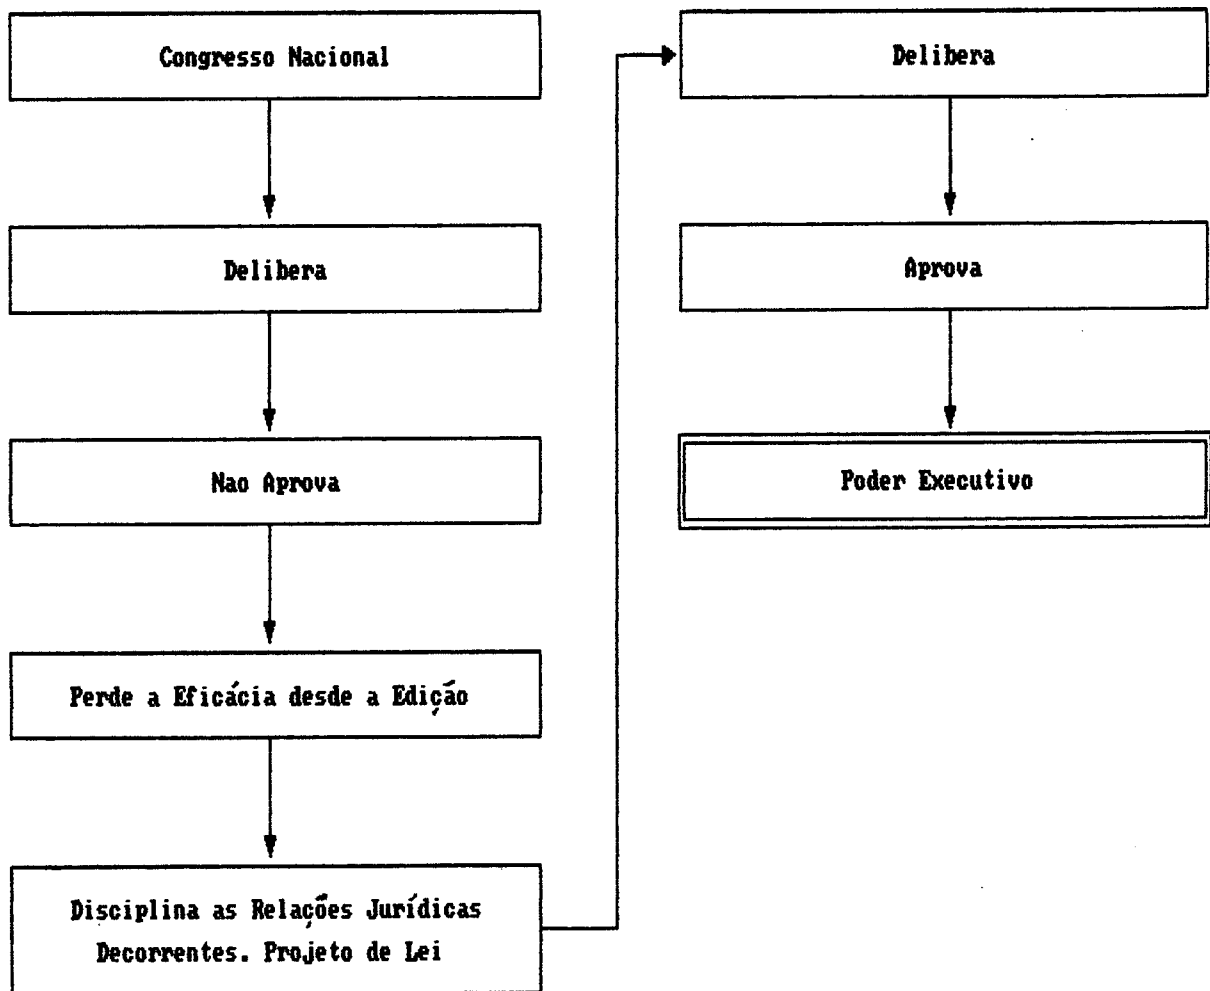 Congresso Nacional
Delibera
Nao Aprova
Perde a Eficácia desde a Edição
Disciplina as Relações Jurídicas
Decorrentes. Projeto de Lei
Delibera
Aprova
Poder Executivo